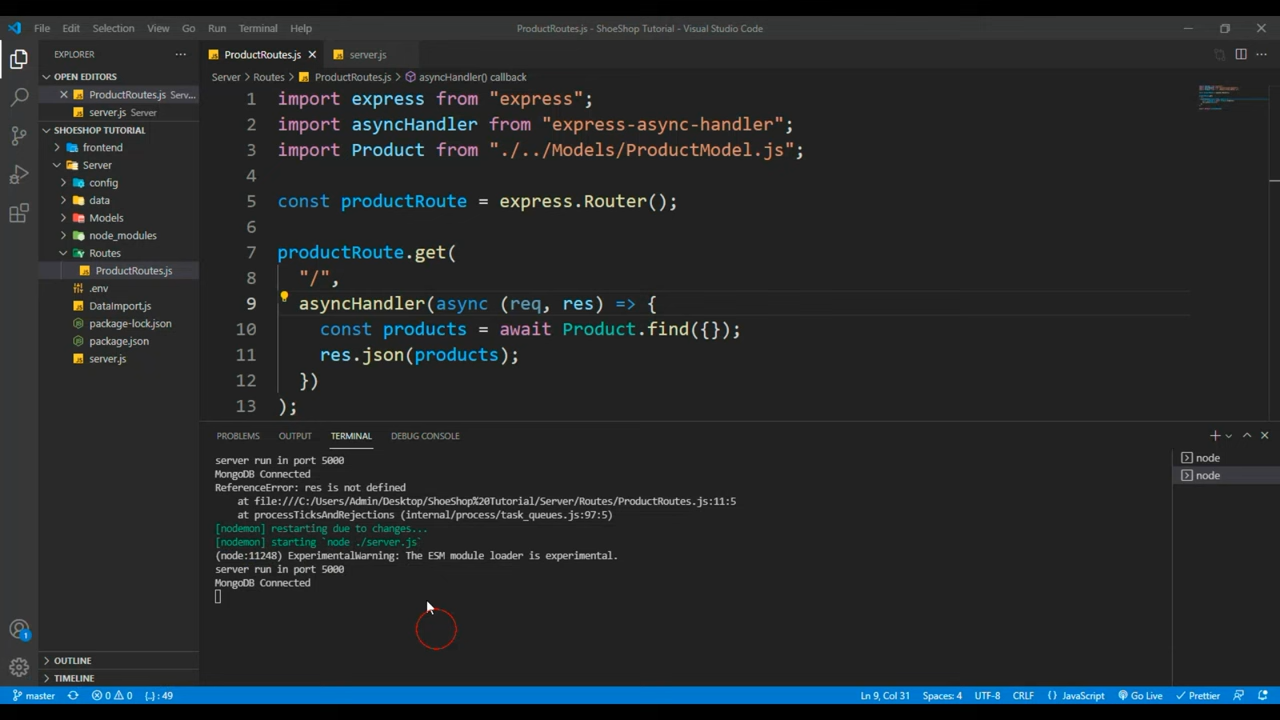 File Edit Selection View Go Run Terminal Help
ProductRoutes.js - ShoeShop Tutorial - Visual Studio Code
EXPLORER
OPEN EDITORS
ProductRoutes.js Serv...
server.js Server
SHOESHOP TUTORIAL
frontend
Server
config
data
Models
node_modules
Routes
ProductRoutes.js
.env
DataImport.js
package-lock.json
package.json
server.js
OUTLINE
TIMELINE
ProductRoutes.js
server.js
Server > Routes > ProductRoutes.js > asyncHandler() callback
1 import express from "express";
2 import asyncHandler from "express-async-handler";
3 import Product from "./../Models/ProductModel.js";
4
5 const productRoute = express.Router();
6
7 productRoute.get(
8 "/",
9 asyncHandler(async (req, res) => {
10 const products = await Product.find({});
11 res.json(products);
12 })
13 );
PROBLEMS OUTPUT TERMINAL DEBUG CONSOLE
server run in port 5000
MongoDB Connected
ReferenceError: res is not defined
at file:///C:/Users/Admin/Desktop/ShoeShop%20Tutorial/Server/Routes/ProductRoutes.js:11:5
at processTicksAndRejections (internal/process/task_queues.js:97:5)
[nodemon] restarting due to changes...
[nodemon] starting `node ./server.js`
(node:11248) ExperimentalWarning: The ESM module loader is experimental.
server run in port 5000
MongoDB Connected
node
node
1
master 0 0 {..} : 49
Ln 9, Col 31 Spaces: 4 UTF-8 CRLF {} JavaScript Go Live Prettier